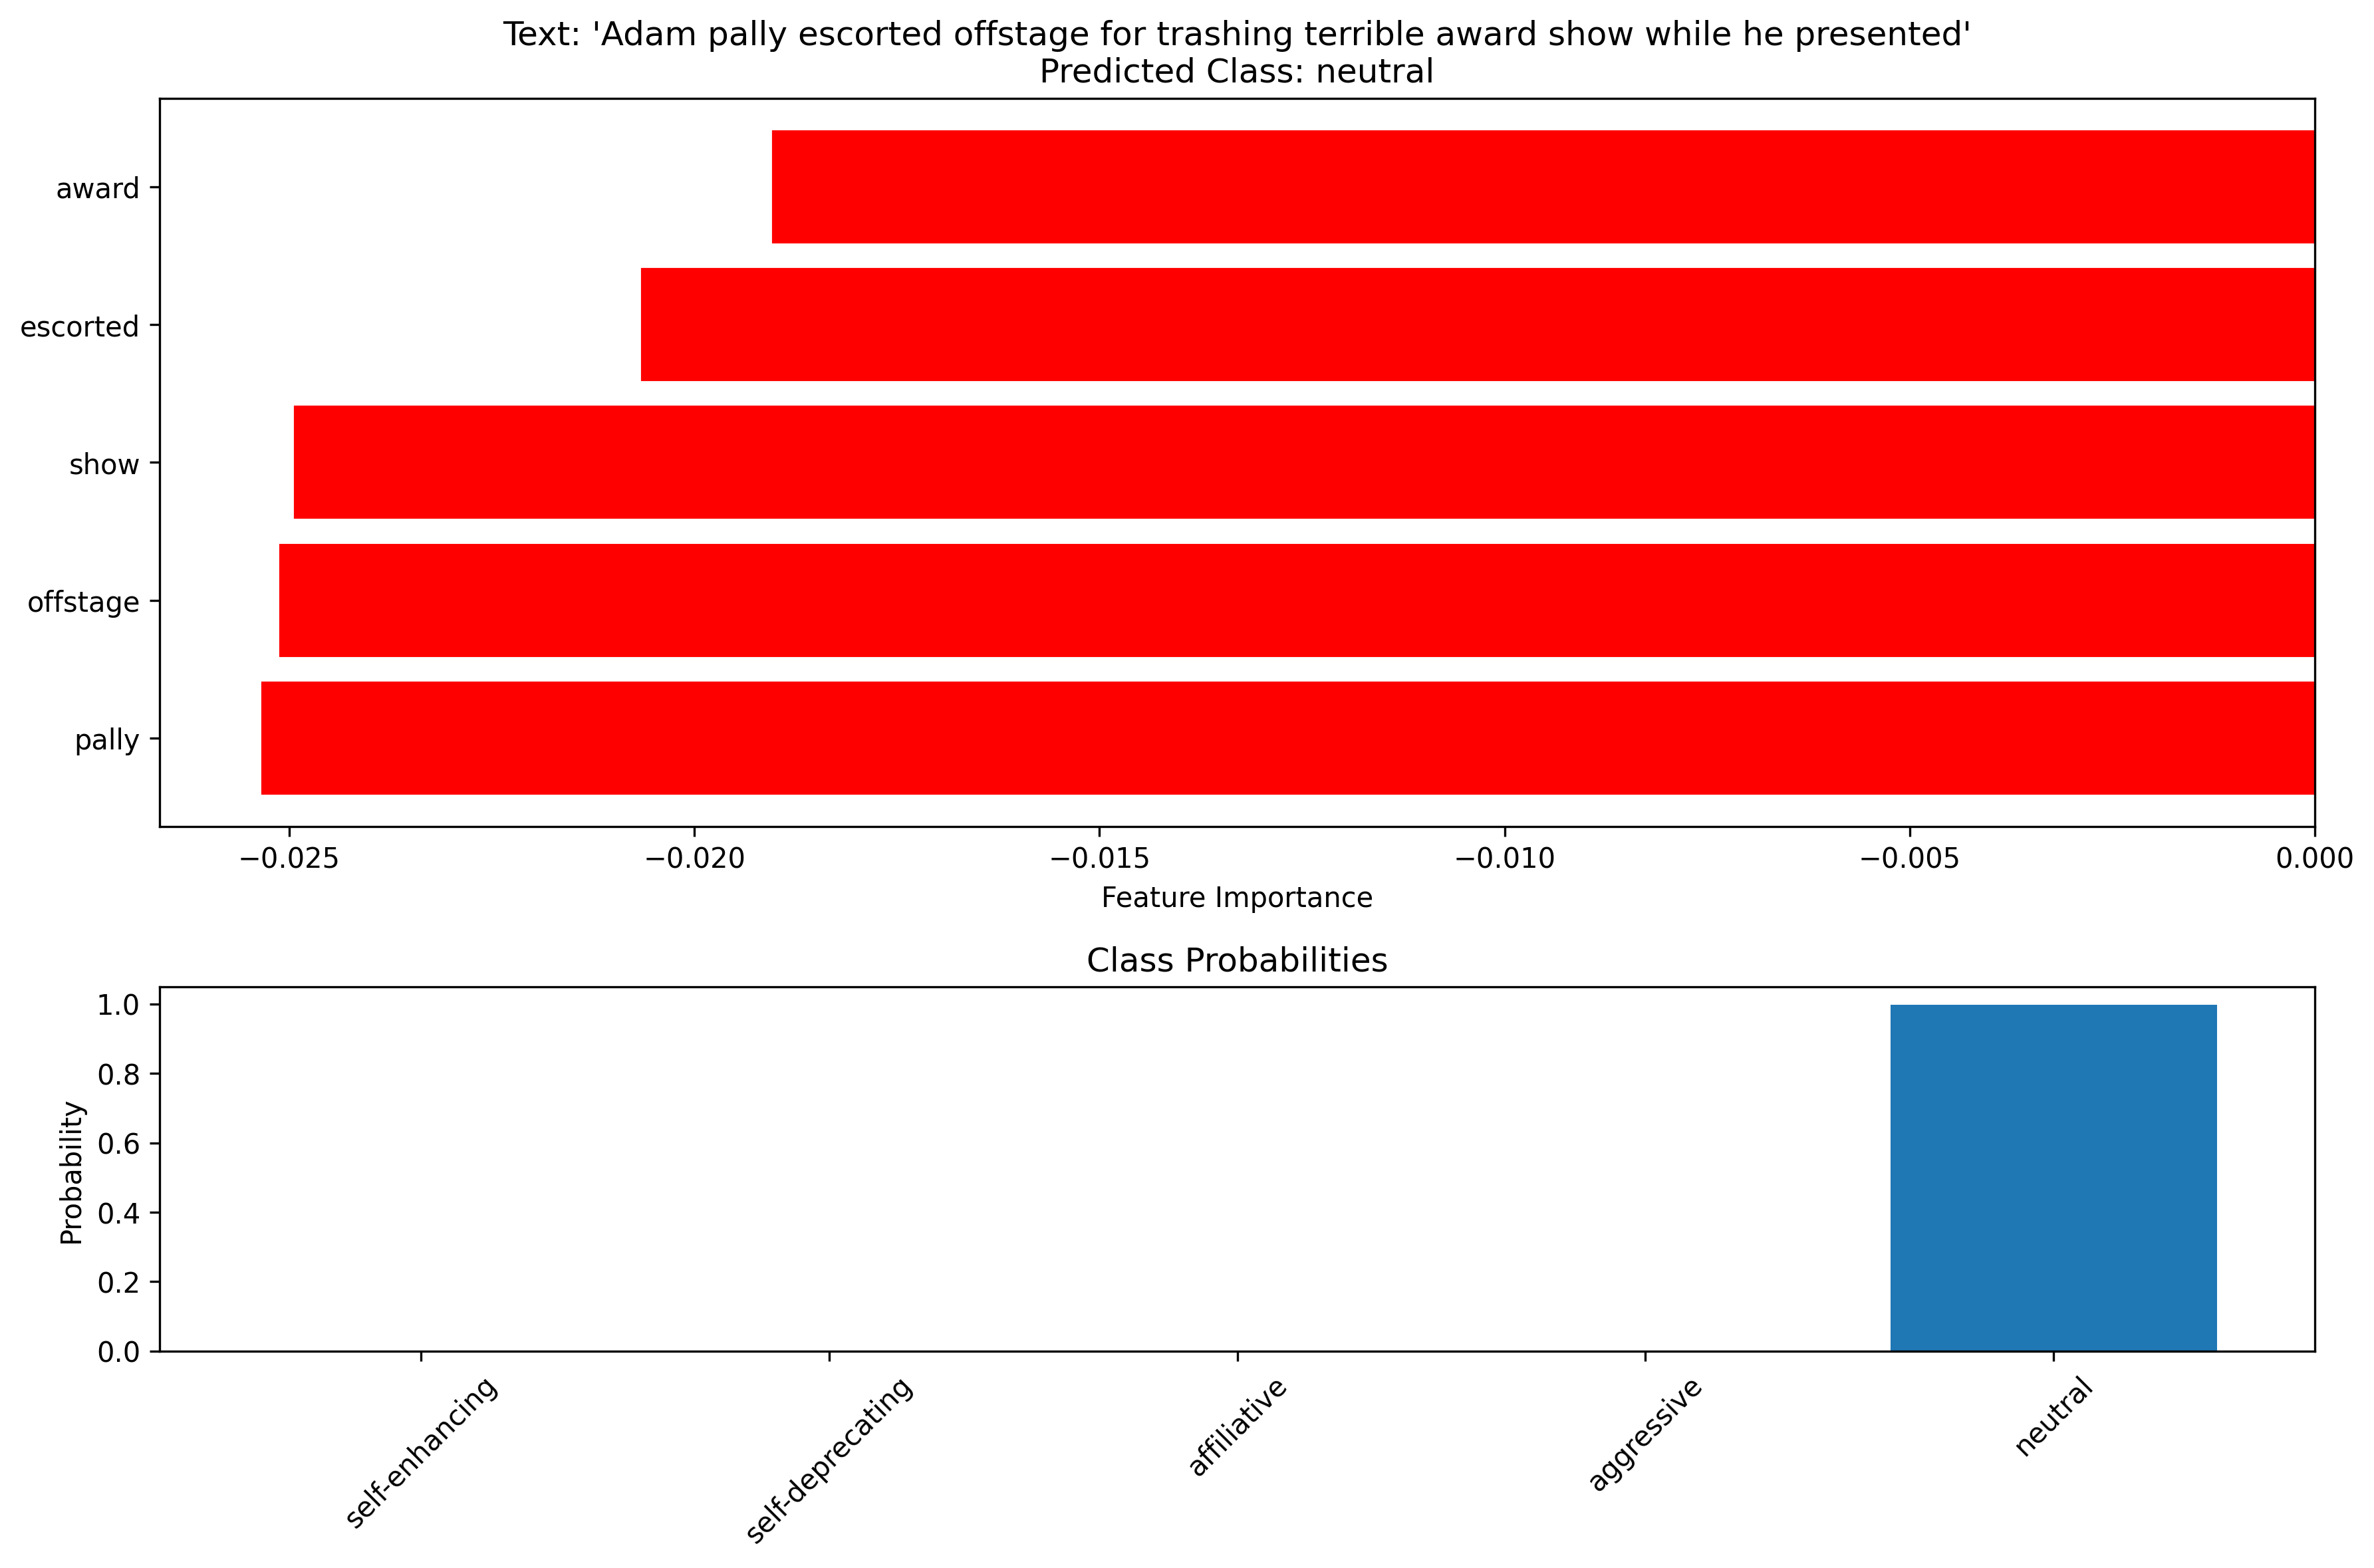 Text: 'Adam pally escorted offstage for trashing terrible award show while he presented'
Predicted Class: neutral
award
escorted
show
offstage
pally
−0.025
−0.020
−0.015
−0.010
−0.005
0.000
Feature Importance
Class Probabilities
1.0
0.8
0.6
0.4
0.2
0.0
Probability
self-enhancing
self-deprecating
affiliative
aggressive
neutral